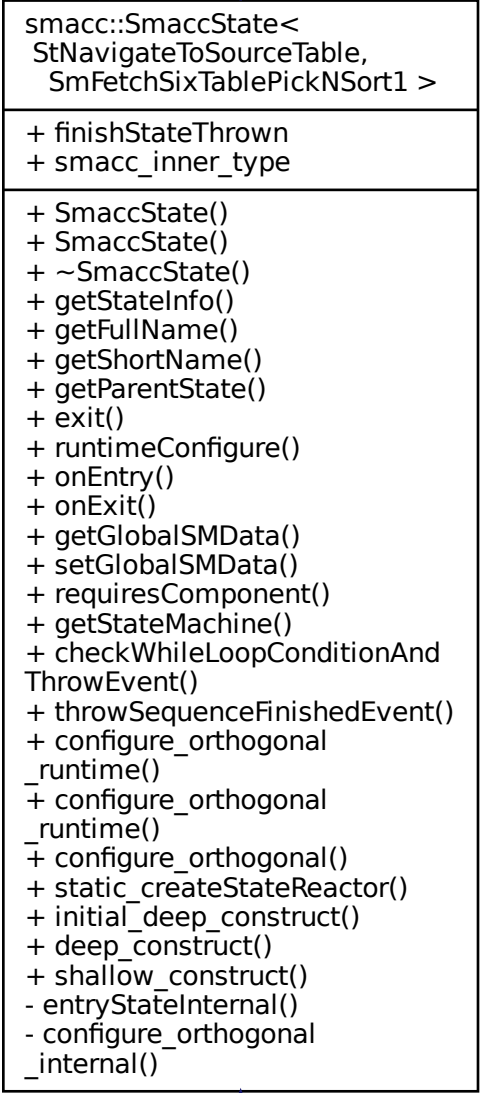 smacc::SmaccState<
StNavigateToSourceTable,
SmFetchSixTablePickNSort1 >
+ finishStateThrown
+ smacc_inner_type
+ SmaccState()
+ SmaccState()
+ ~SmaccState()
+ getStateInfo()
+ getFullName()
+ getShortName()
+ getParentState()
+ exit()
+ runtimeConfigure()
+ onEntry()
+ onExit()
+ getGlobalSMData()
+ setGlobalSMData()
+ requiresComponent()
+ getStateMachine()
+ checkWhileLoopConditionAnd
ThrowEvent()
+ throwSequenceFinishedEvent()
+ configure_orthogonal
_runtime()
+ configure_orthogonal
_runtime()
+ configure_orthogonal()
+ static_createStateReactor()
+ initial_deep_construct()
+ deep_construct()
+ shallow_construct()
- entryStateInternal()
- configure_orthogonal
_internal()